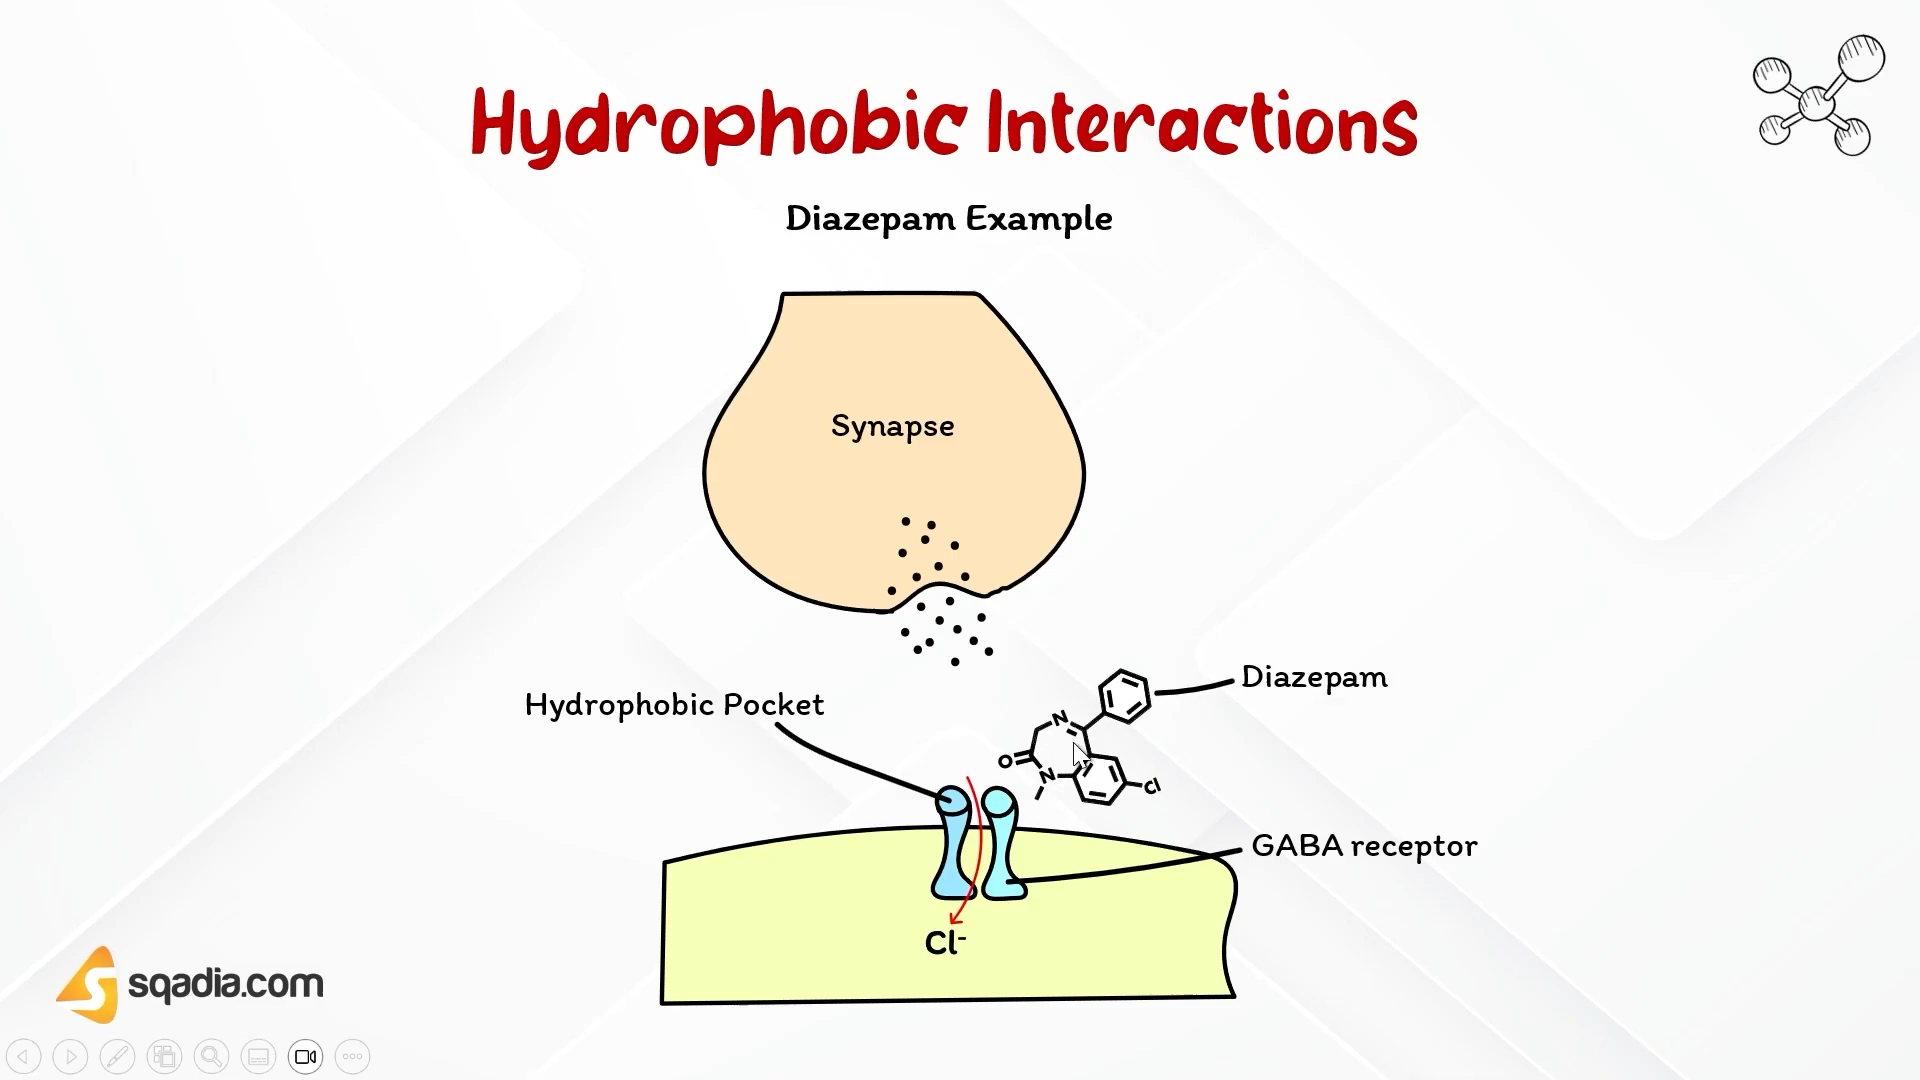 Hydrophobic Interactions
Diazepam Example
Synapse
Diazepam
Hydrophobic Pocket
N
O
N
Cl
GABA receptor
Cl⁻
sqadia.com